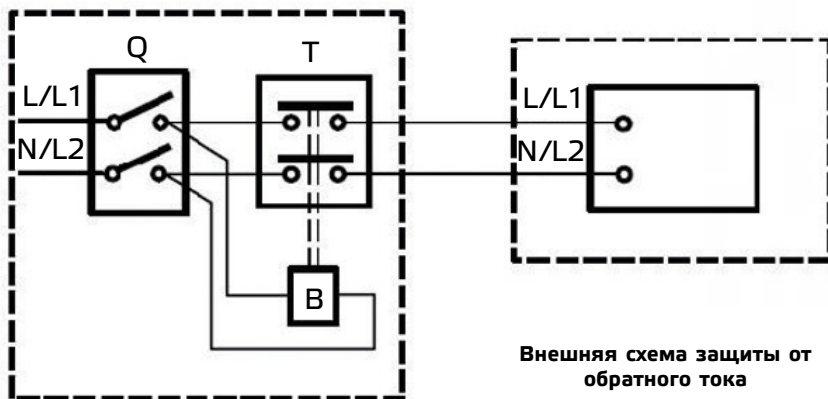 Q
T
L/L1
N/L2
L/L1
N/L2
B
Внешняя схема защиты от
обратного тока